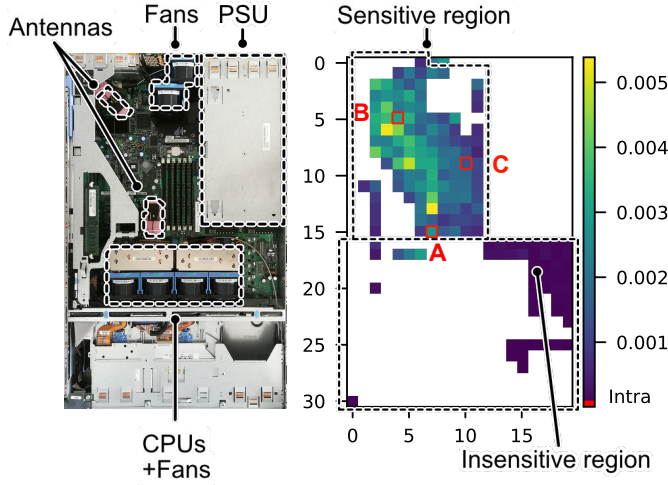 Antennas
Fans
PSU
CPUs
+Fans
Sensitive region
B
C
A
0
5
10
15
20
25
30
0
5
10
15
0.005
0.004
0.003
0.002
0.001
Intra
Insensitive region